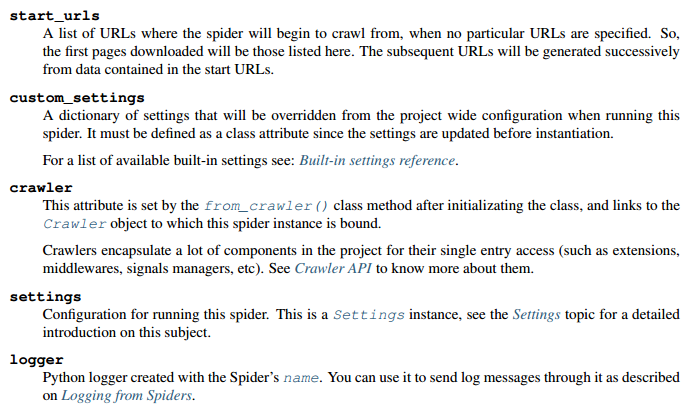 start_urls
A list of URLs where the spider will begin to crawl from, when no particular URLs are specified. So,
the first pages downloaded will be those listed here. The subsequent URLs will be generated successively
from data contained in the start URLs.
custom_settings
A dictionary of settings that will be overridden from the project wide configuration when running this
spider. It must be defined as a class attribute since the settings are updated before instantiation.
For a list of available built-in settings see: Built-in settings reference.
crawler
This attribute is set by the from_crawler() class method after initializating the class, and links to the
Crawler object to which this spider instance is bound.
Crawlers encapsulate a lot of components in the project for their single entry access (such as extensions,
middlewares, signals managers, etc). See Crawler API to know more about them.
settings
Configuration for running this spider. This is a Settings instance, see the Settings topic for a detailed
introduction on this subject.
logger
Python logger created with the Spider's name. You can use it to send log messages through it as described
on Logging from Spiders.